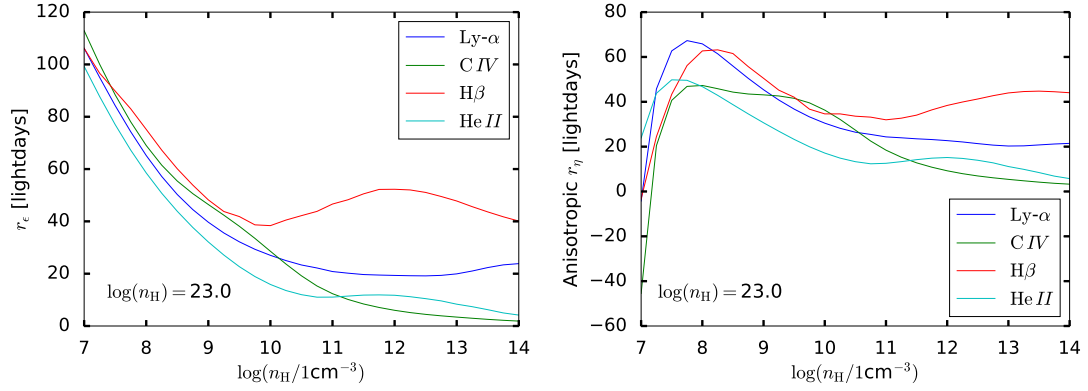 120
100
80
60
40
20
0
7 8 9 10 11 12 13 14
r_ϵ [lightdays]
log(n_H/1cm⁻³)
log(n_H) = 23.0
Ly-α
C IV
Hβ
He II
80
60
40
20
0
−20
−40
−60
7 8 9 10 11 12 13 14
Anisotropic r_η [lightdays]
log(n_H/1cm⁻³)
log(n_H) = 23.0
Ly-α
C IV
Hβ
He II